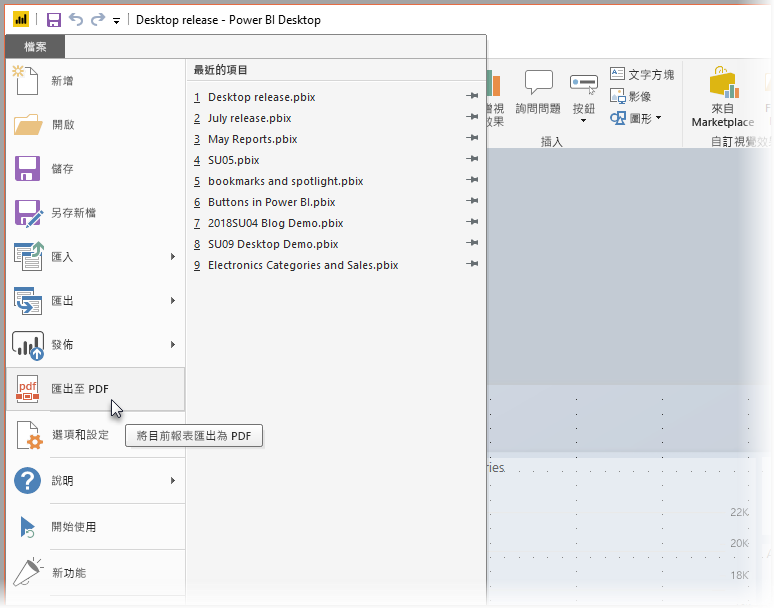 Desktop release - Power BI Desktop
檔案
新增
開啟
儲存
另存新檔
匯入
匯出
發佈
pdf
匯出至 PDF
選項和設定
將目前報表匯出為 PDF
說明
開始使用
新功能
最近的項目
1 Desktop release.pbix
2 July release.pbix
3 May Reports.pbix
4 SU05.pbix
5 bookmarks and spotlight.pbix
6 Buttons in Power BI.pbix
7 2018SU04 Blog Demo.pbix
8 SU09 Desktop Demo.pbix
9 Electronics Categories and Sales.pbix
視
效果
詢問問題
按鈕
文字方塊
影像
圖形
插入
來自
Marketplace
自訂視覺效
ries
22K
20K
18K